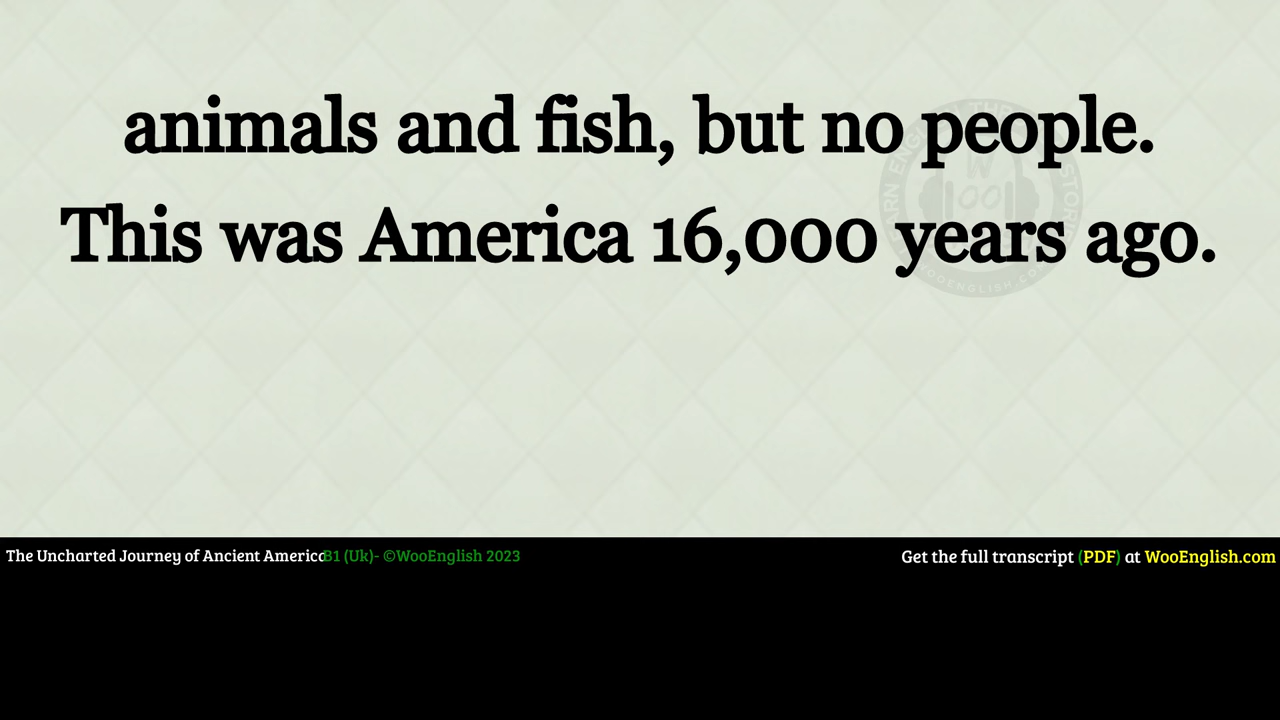 animals and fish, but no people.
This was America 16,000 years ago.
The Uncharted Journey of Ancient America B1 (Uk)- ©WooEnglish 2023
Get the full transcript (PDF) at WooEnglish.com